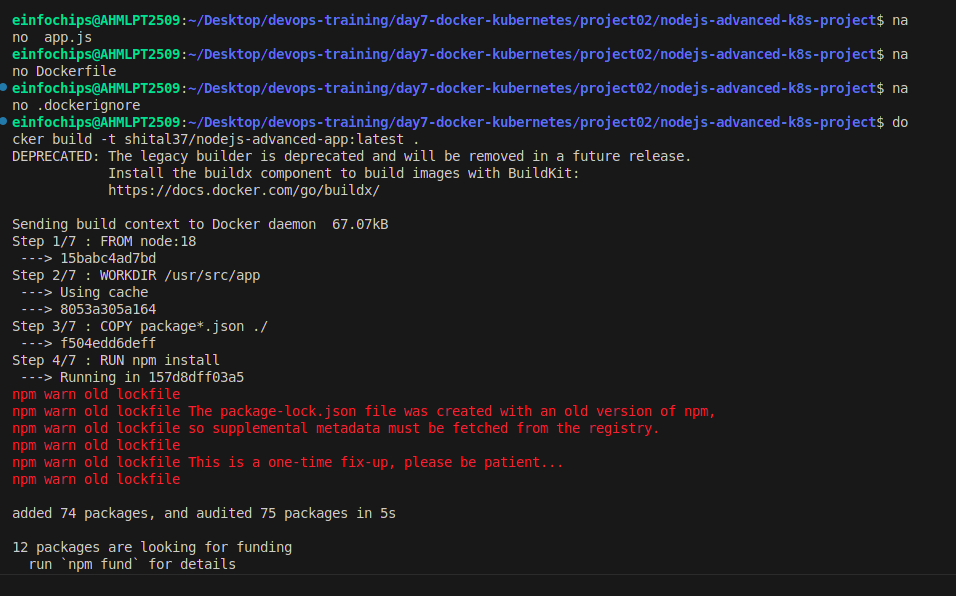 einfochips@AHMLPT2509:~/Desktop/devops-training/day7-docker-kubernetes/project02/nodejs-advanced-k8s-project$ na
no  app.js
einfochips@AHMLPT2509:~/Desktop/devops-training/day7-docker-kubernetes/project02/nodejs-advanced-k8s-project$ na
no Dockerfile
einfochips@AHMLPT2509:~/Desktop/devops-training/day7-docker-kubernetes/project02/nodejs-advanced-k8s-project$ na
no .dockerignore
einfochips@AHMLPT2509:~/Desktop/devops-training/day7-docker-kubernetes/project02/nodejs-advanced-k8s-project$ do
cker build -t shital37/nodejs-advanced-app:latest .
DEPRECATED: The legacy builder is deprecated and will be removed in a future release.
            Install the buildx component to build images with BuildKit:
            https://docs.docker.com/go/buildx/

Sending build context to Docker daemon  67.07kB
Step 1/7 : FROM node:18
 ---> 15babc4ad7bd
Step 2/7 : WORKDIR /usr/src/app
 ---> Using cache
 ---> 8053a305a164
Step 3/7 : COPY package*.json ./
 ---> f504edd6deff
Step 4/7 : RUN npm install
 ---> Running in 157d8dff03a5
npm warn old lockfile
npm warn old lockfile The package-lock.json file was created with an old version of npm,
npm warn old lockfile so supplemental metadata must be fetched from the registry.
npm warn old lockfile
npm warn old lockfile This is a one-time fix-up, please be patient...
npm warn old lockfile

added 74 packages, and audited 75 packages in 5s

12 packages are looking for funding
  run `npm fund` for details